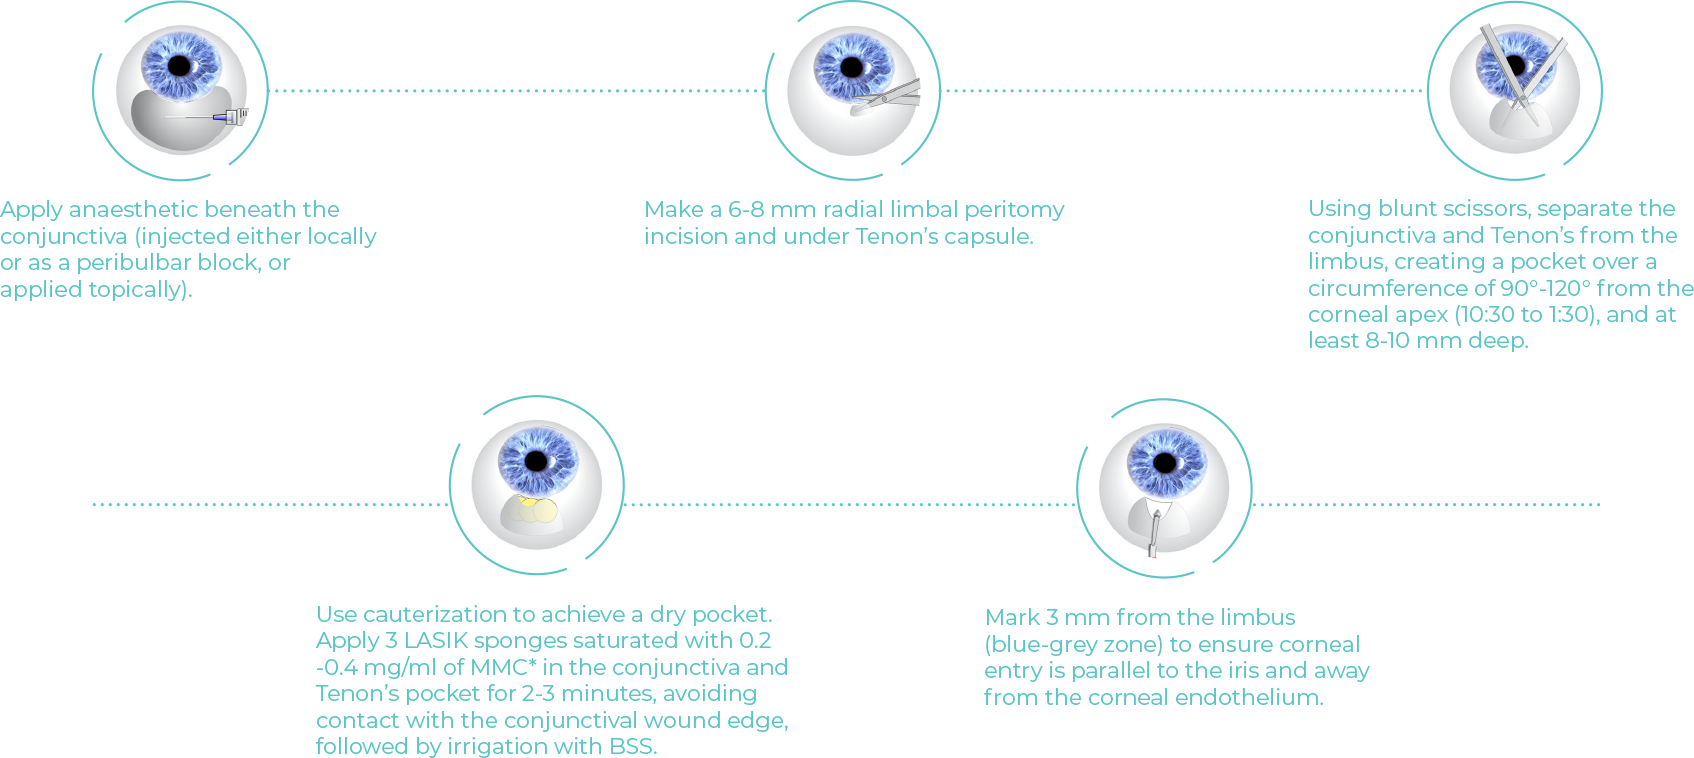 Apply anaesthetic beneath the
conjunctiva (injected either locally
or as a peribulbar block, or
applied topically).
Make a 6-8 mm radial limbal peritomy
incision and under Tenon's capsule.
Using blunt scissors, separate the
conjunctiva and Tenon's from the
limbus, creating a pocket over a
circumference of 90°-120° from the
corneal apex (10:30 to 1:30), and at
least 8-10 mm deep.
Use cauterization to achieve a dry pocket.
Apply 3 LASIK sponges saturated with 0.2
-0.4 mg/ml of MMC* in the conjunctiva and
Tenon's pocket for 2-3 minutes, avoiding
contact with the conjunctival wound edge,
followed by irrigation with BSS.
Mark 3 mm from the limbus
(blue-grey zone) to ensure corneal
entry is parallel to the iris and away
from the corneal endothelium.